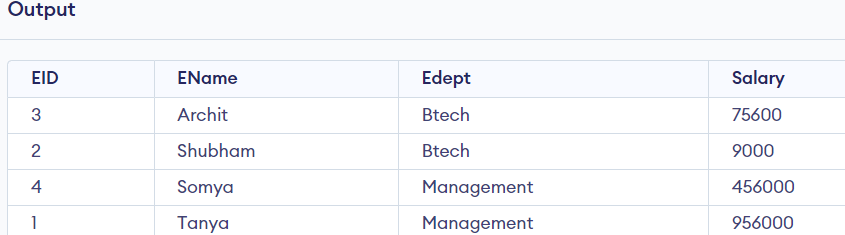 Output
EID EName Edept Salary
3 Archit Btech 75600
2 Shubham Btech 9000
4 Somya Management 456000
1 Tanya Management 956000